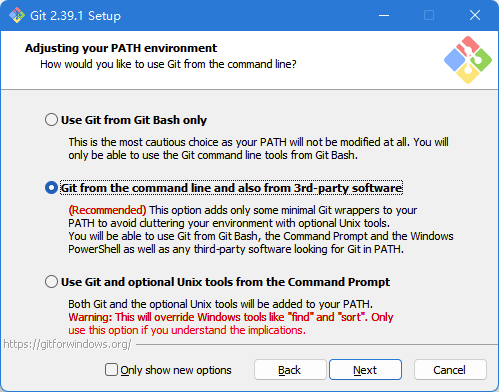 Git 2.39.1 Setup
Adjusting your PATH environment
How would you like to use Git from the command line?
Use Git from Git Bash only
This is the most cautious choice as your PATH will not be modified at all. You will
only be able to use the Git command line tools from Git Bash.
Git from the command line and also from 3rd-party software
(Recommended) This option adds only some minimal Git wrappers to your
PATH to avoid cluttering your environment with optional Unix tools.
You will be able to use Git from Git Bash, the Command Prompt and the Windows
PowerShell as well as any third-party software looking for Git in PATH.
Use Git and optional Unix tools from the Command Prompt
Both Git and the optional Unix tools will be added to your PATH.
Warning: This will override Windows tools like "find" and "sort". Only
use this option if you understand the implications.
https://gitforwindows.org/
Only show new options
Back
Next
Cancel